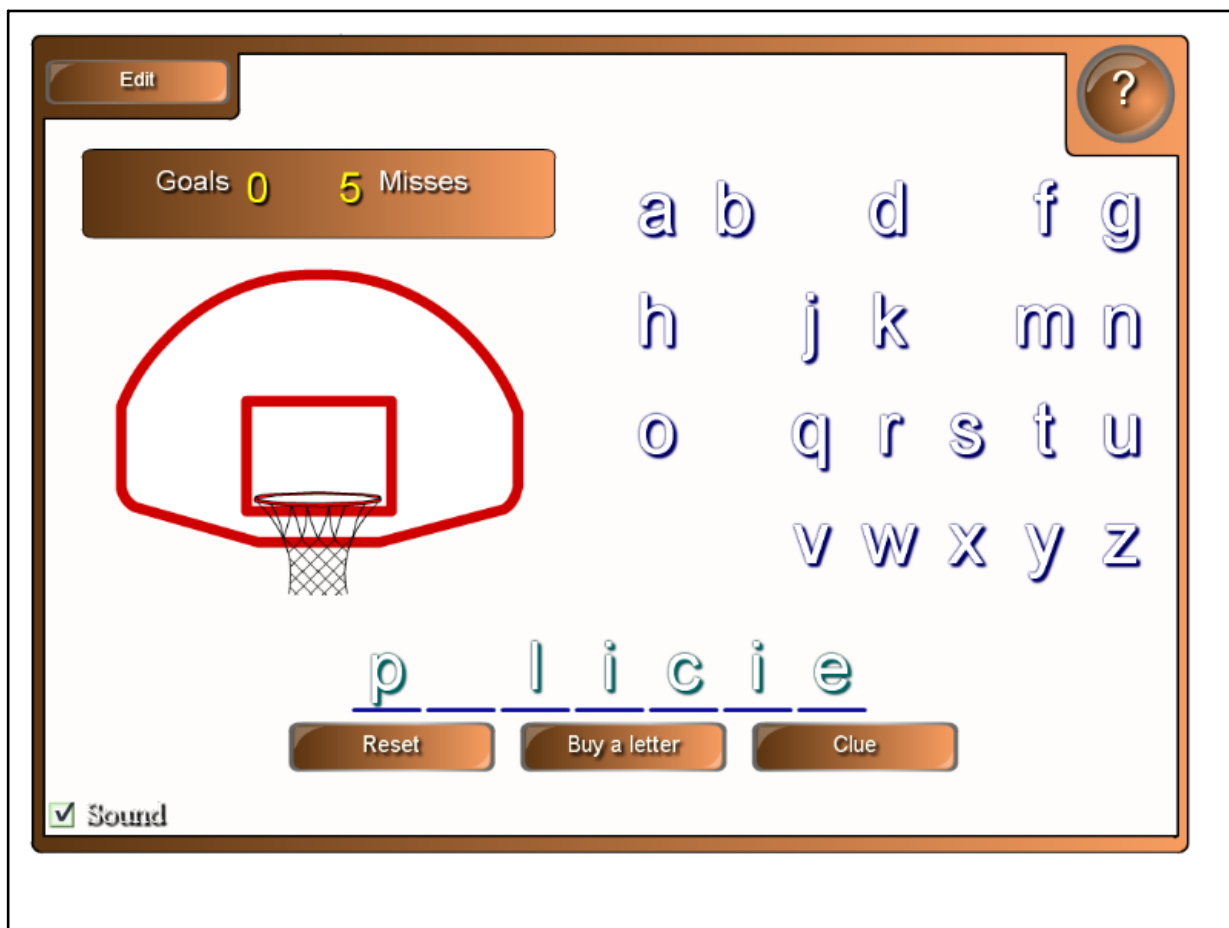 Edit
?
Goals 0 5 Misses
a b d f g
h j k m n
o q r s t u
v w x y z
p _ l i c i e
Reset Buy a letter Clue
Sound